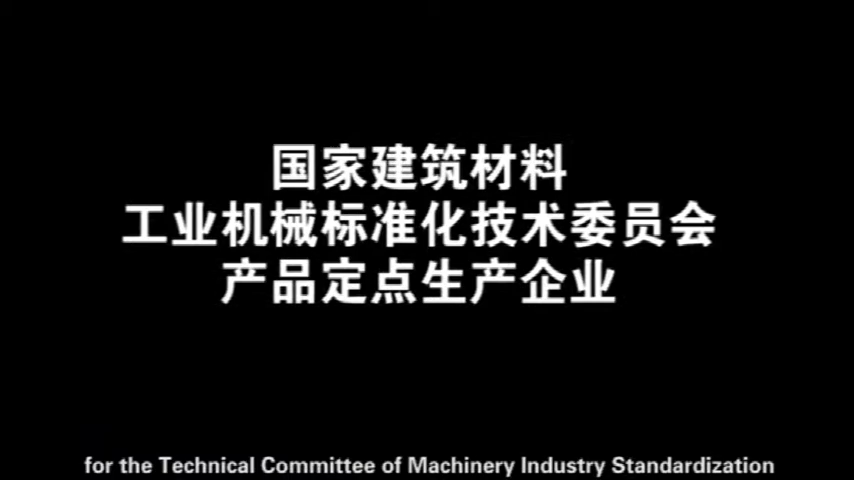 国家建筑材料
工业机械标准化技术委员会
产品定点生产企业
for the Technical Committee of Machinery Industry Standardization